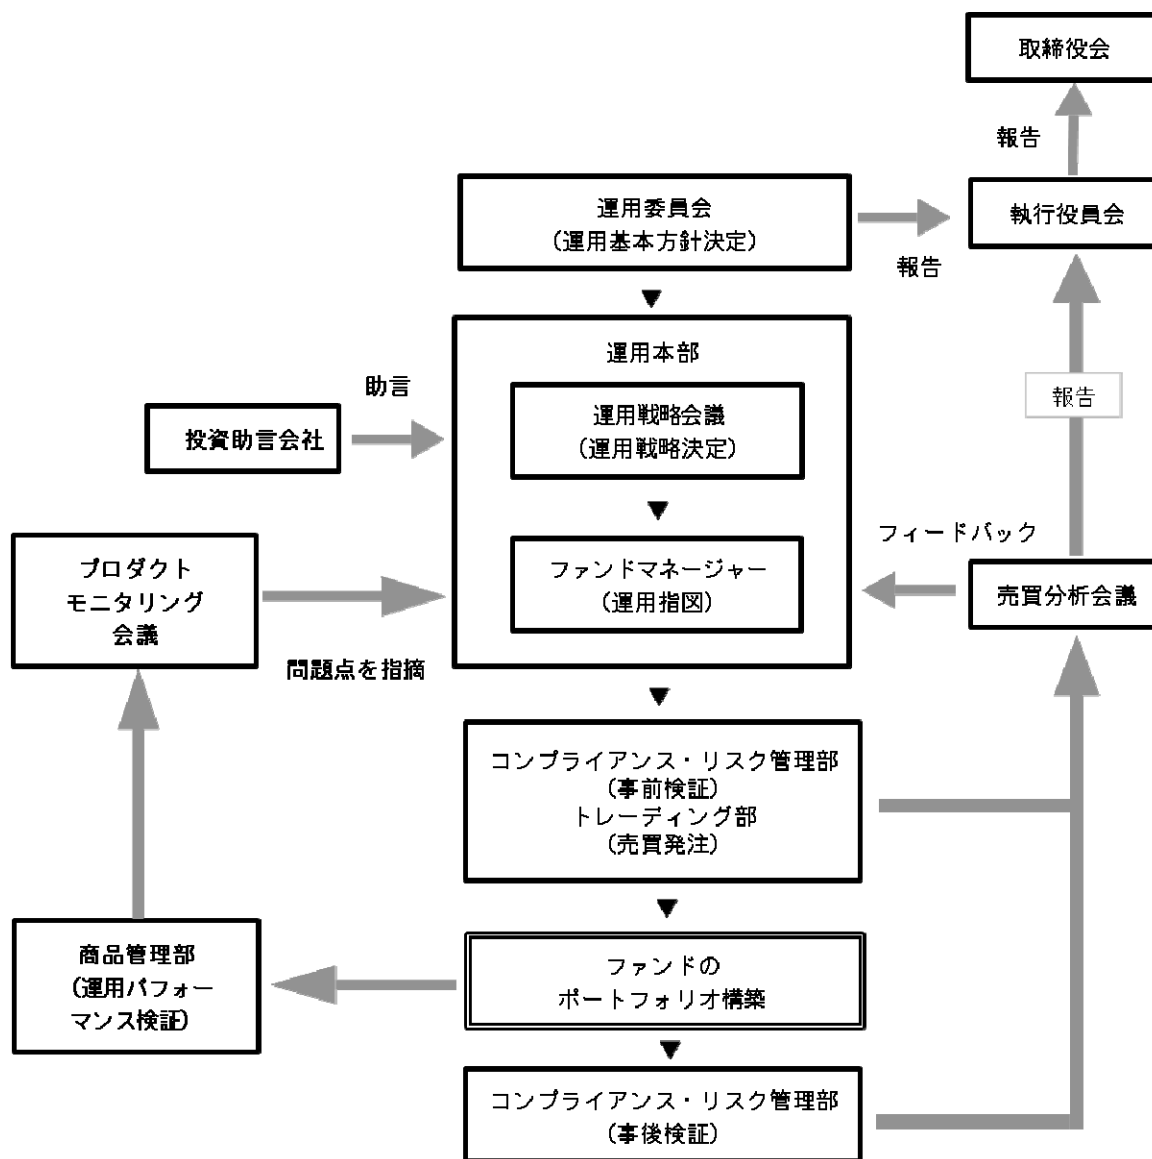 取締役会
報告
運用委員会
（運用基本方針決定）
執行役員会
報告
運用本部
助言
運用戦略会議
（運用戦略決定）
報告
投資助言会社
フィードバック
プロダクト
モニタリング
会議
ファンドマネージャー
（運用指図）
売買分析会議
問題点を指摘
コンプライアンス・リスク管理部
（事前検証）
トレーディング部
（売買発注）
商品管理部
（運用パフォー
マンス検証）
ファンドの
ポートフォリオ構築
コンプライアンス・リスク管理部
（事後検証）